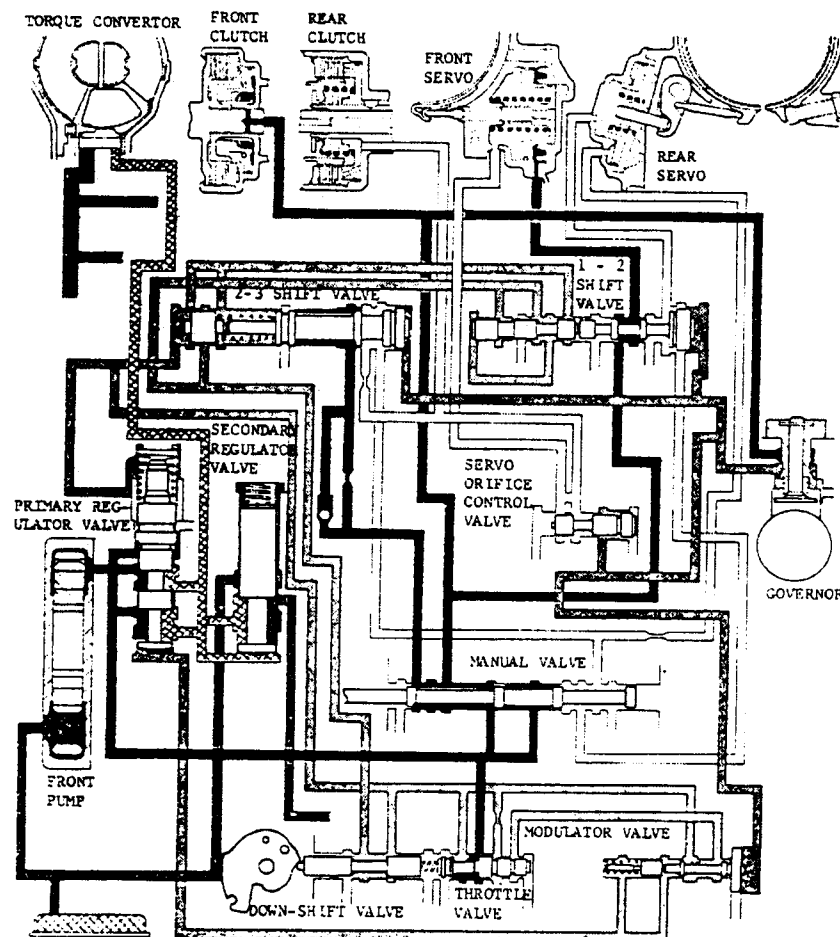 TORQUE CONVERTOR
FRONT
CLUTCH
REAR
CLUTCH
FRONT
SERVO
REAR
SERVO
1 - 2
SHIFT
VALVE
2-3 SHIFT VALVE
SECONDARY
REGULATOR
VALVE
SERVO
ORIFICE
CONTROL
VALVE
PRIMARY REG-
ULATOR VALVE
GOVERNOR
MANUAL VALVE
FRONT
PUMP
MODULATOR VALVE
DOWN-SHIFT VALVE
THROTTLE
VALVE